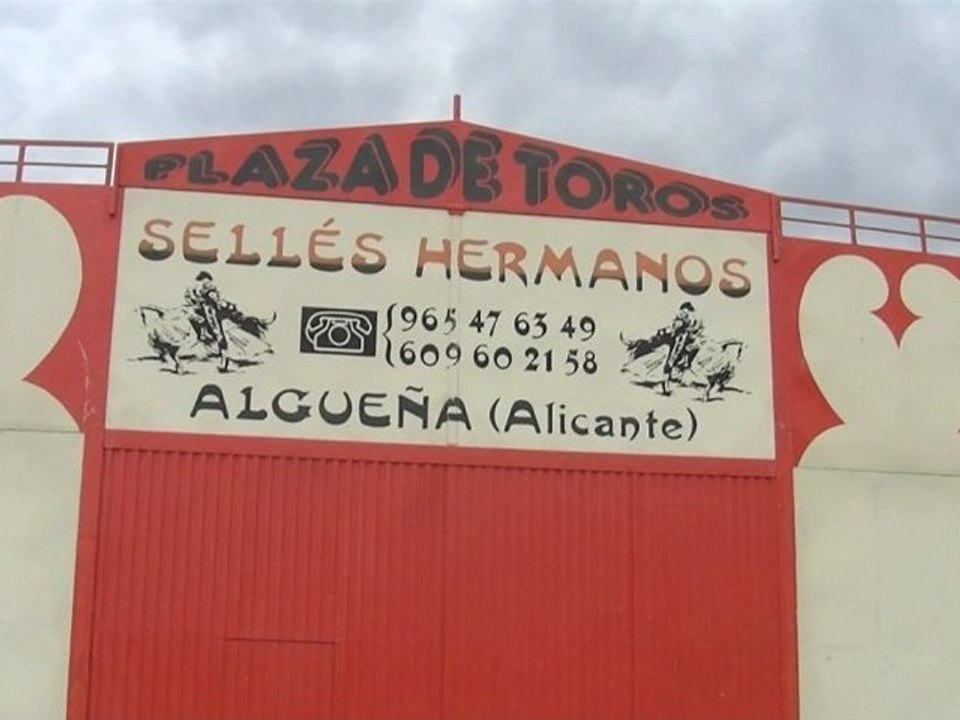 PLAZA DE TOROS
SELLÉS HERMANOS
965 47 63 49
609 60 21 58
ALGUEÑA (Alicante)